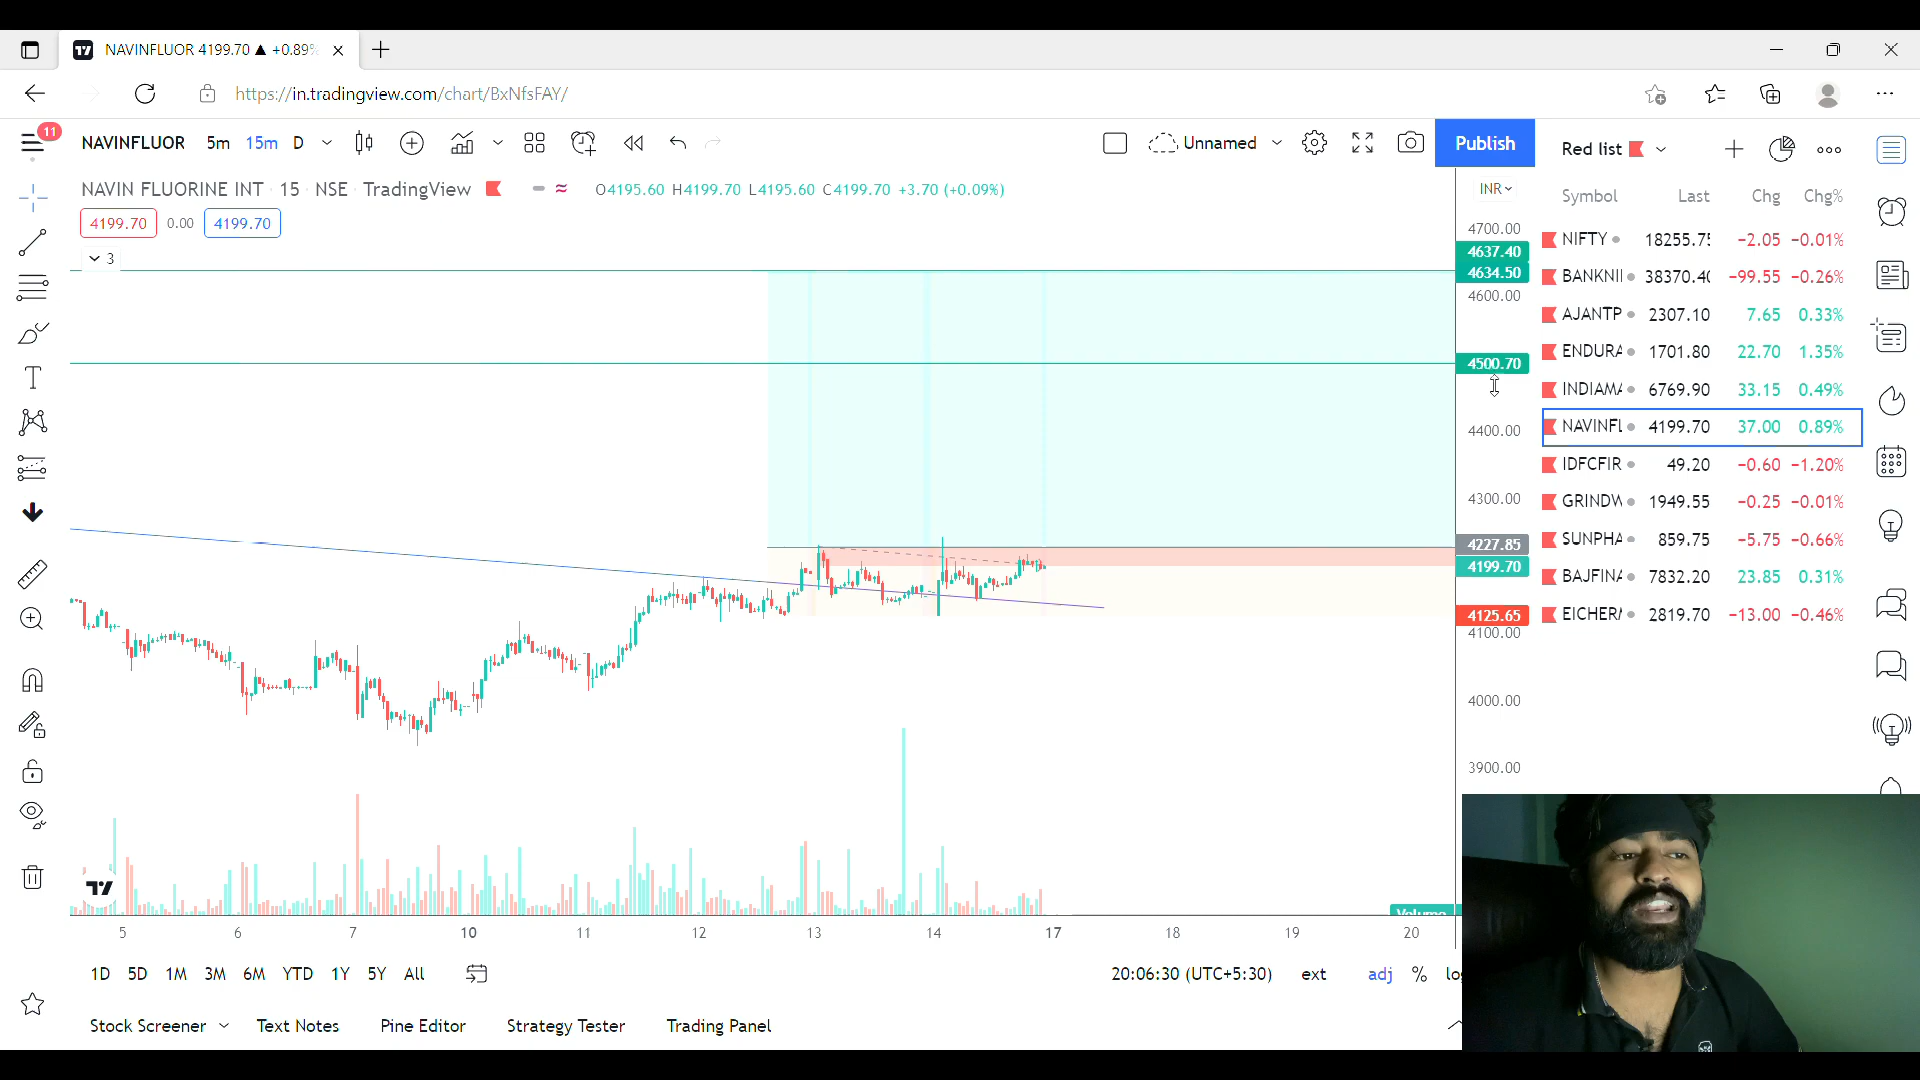 NAVINFLUOR 4199.70 ▲ +0.89%
https://in.tradingview.com/chart/BxNfsFAY/
11
NAVINFLUOR 5m 15m D
Unnamed
Publish
Red list
NAVIN FLUORINE INT · 15 · NSE · TradingView
O4195.60 H4199.70 L4195.60 C4199.70 +3.70 (+0.09%)
4199.70 0.00 4199.70
3
INR
4700.00
4637.40
4634.50
4600.00
4500.70
4400.00
4300.00
4227.85
4199.70
4125.65
4100.00
4000.00
3900.00
Symbol Last Chg Chg%
NIFTY 18255.75 -2.05 -0.01%
BANKNII 38370.40 -99.55 -0.26%
AJANTP 2307.10 7.65 0.33%
ENDURA 1701.80 22.70 1.35%
INDIAMA 6769.90 33.15 0.49%
NAVINFL 4199.70 37.00 0.89%
IDFCFIR 49.20 -0.60 -1.20%
GRINDW 1949.55 -0.25 -0.01%
SUNPHA 859.75 -5.75 -0.66%
BAJFINA 7832.20 23.85 0.31%
EICHERM 2819.70 -13.00 -0.46%
Volume
5 6 7 10 11 12 13 14 17 18 19 20
1D 5D 1M 3M 6M YTD 1Y 5Y All
20:06:30 (UTC+5:30) ext adj % log
Stock Screener Text Notes Pine Editor Strategy Tester Trading Panel